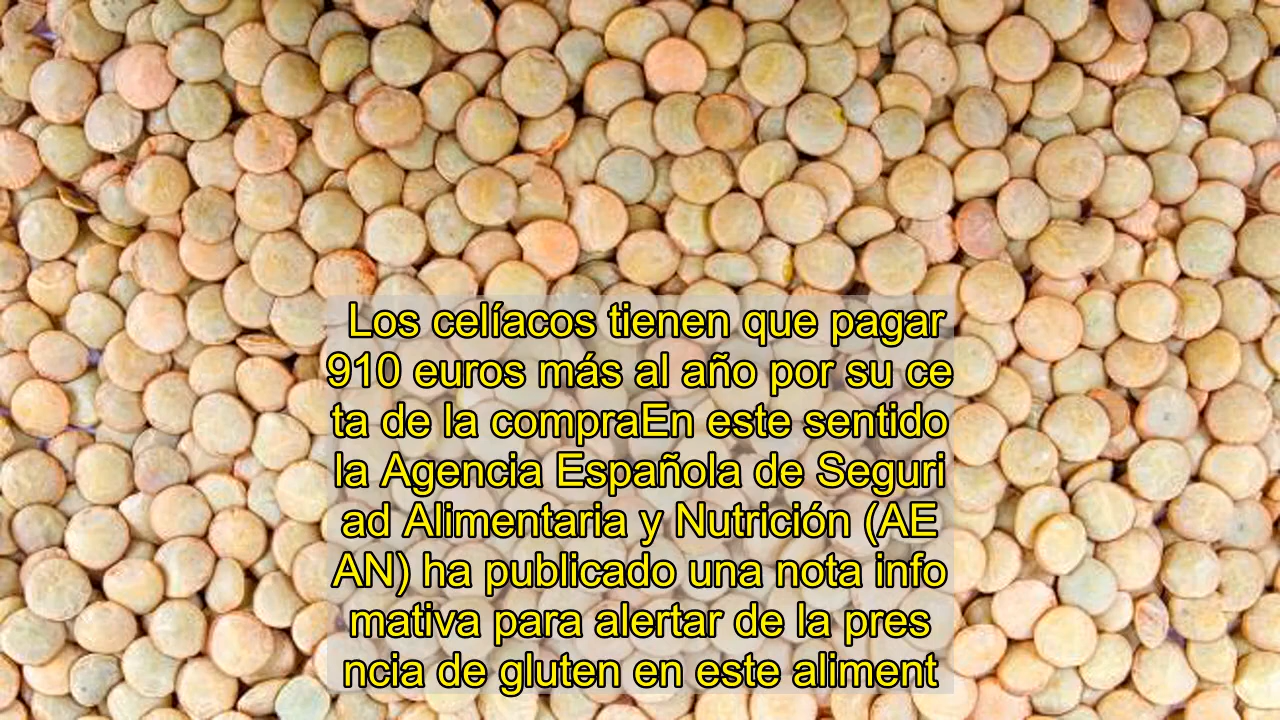 Los celíacos tienen que pagar
910 euros más al año por su ce
ta de la compraEn este sentido
la Agencia Española de Seguri
ad Alimentaria y Nutrición (AE
AN) ha publicado una nota info
mativa para alertar de la pres
ncia de gluten en este aliment